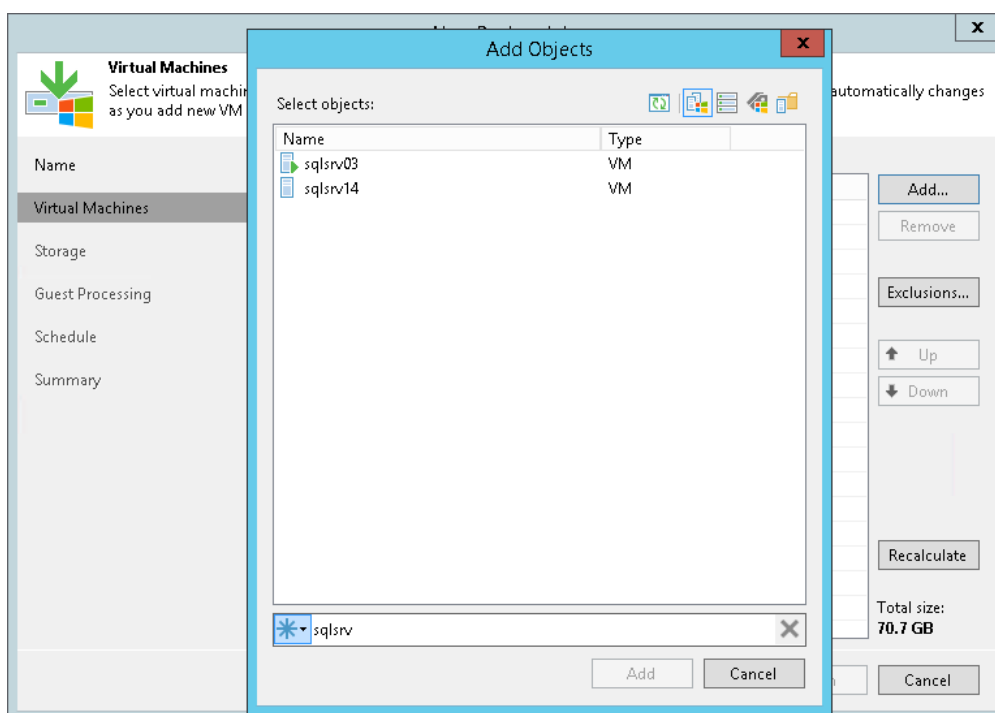 x
Virtual Machines
Select virtual machin
as you add new VM
automatically changes
Add Objects
x
Select objects:
Name
Type
sqlsrv03
VM
sqlsrv14
VM
sqlsrv
Add
Cancel
Name
Virtual Machines
Storage
Guest Processing
Schedule
Summary
Add...
Remove
Exclusions...
Up
Down
Recalculate
Total size:
70.7 GB
Cancel